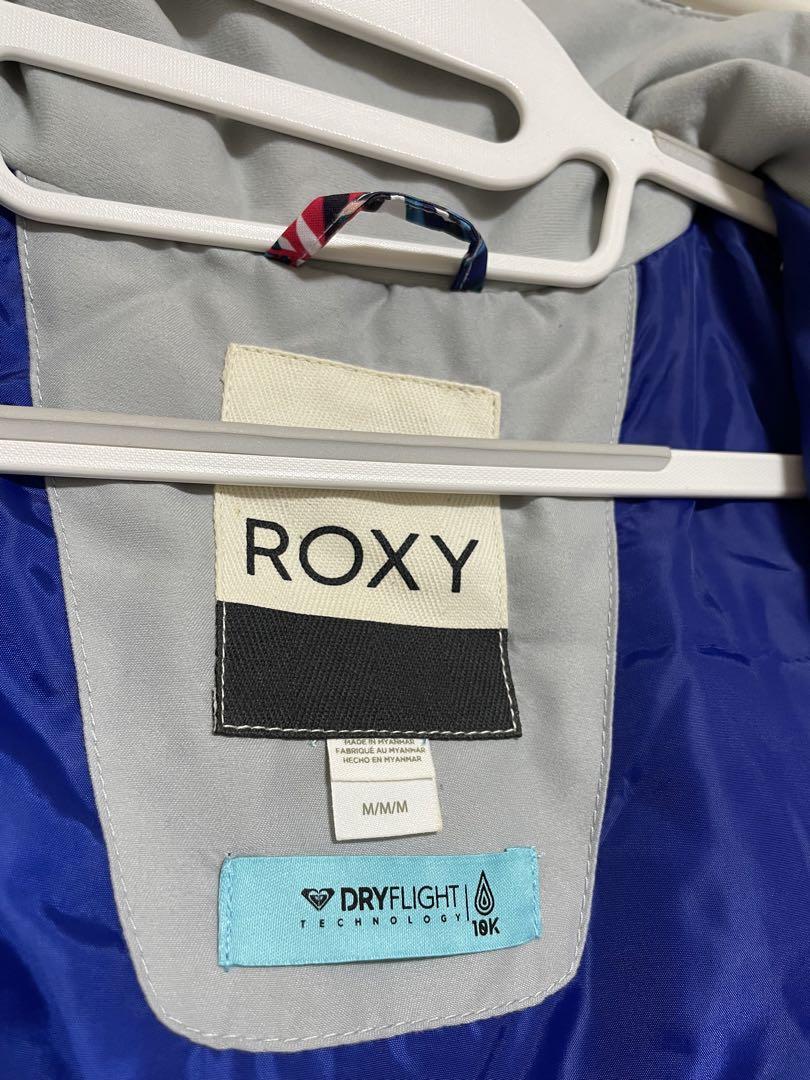 ROXY
MADE IN MYANMAR
FABRIQUÉ AU MYANMAR
HECHO EN MYANMAR
M/M/M
DRYFLIGHT
TECHNOLOGY
10K